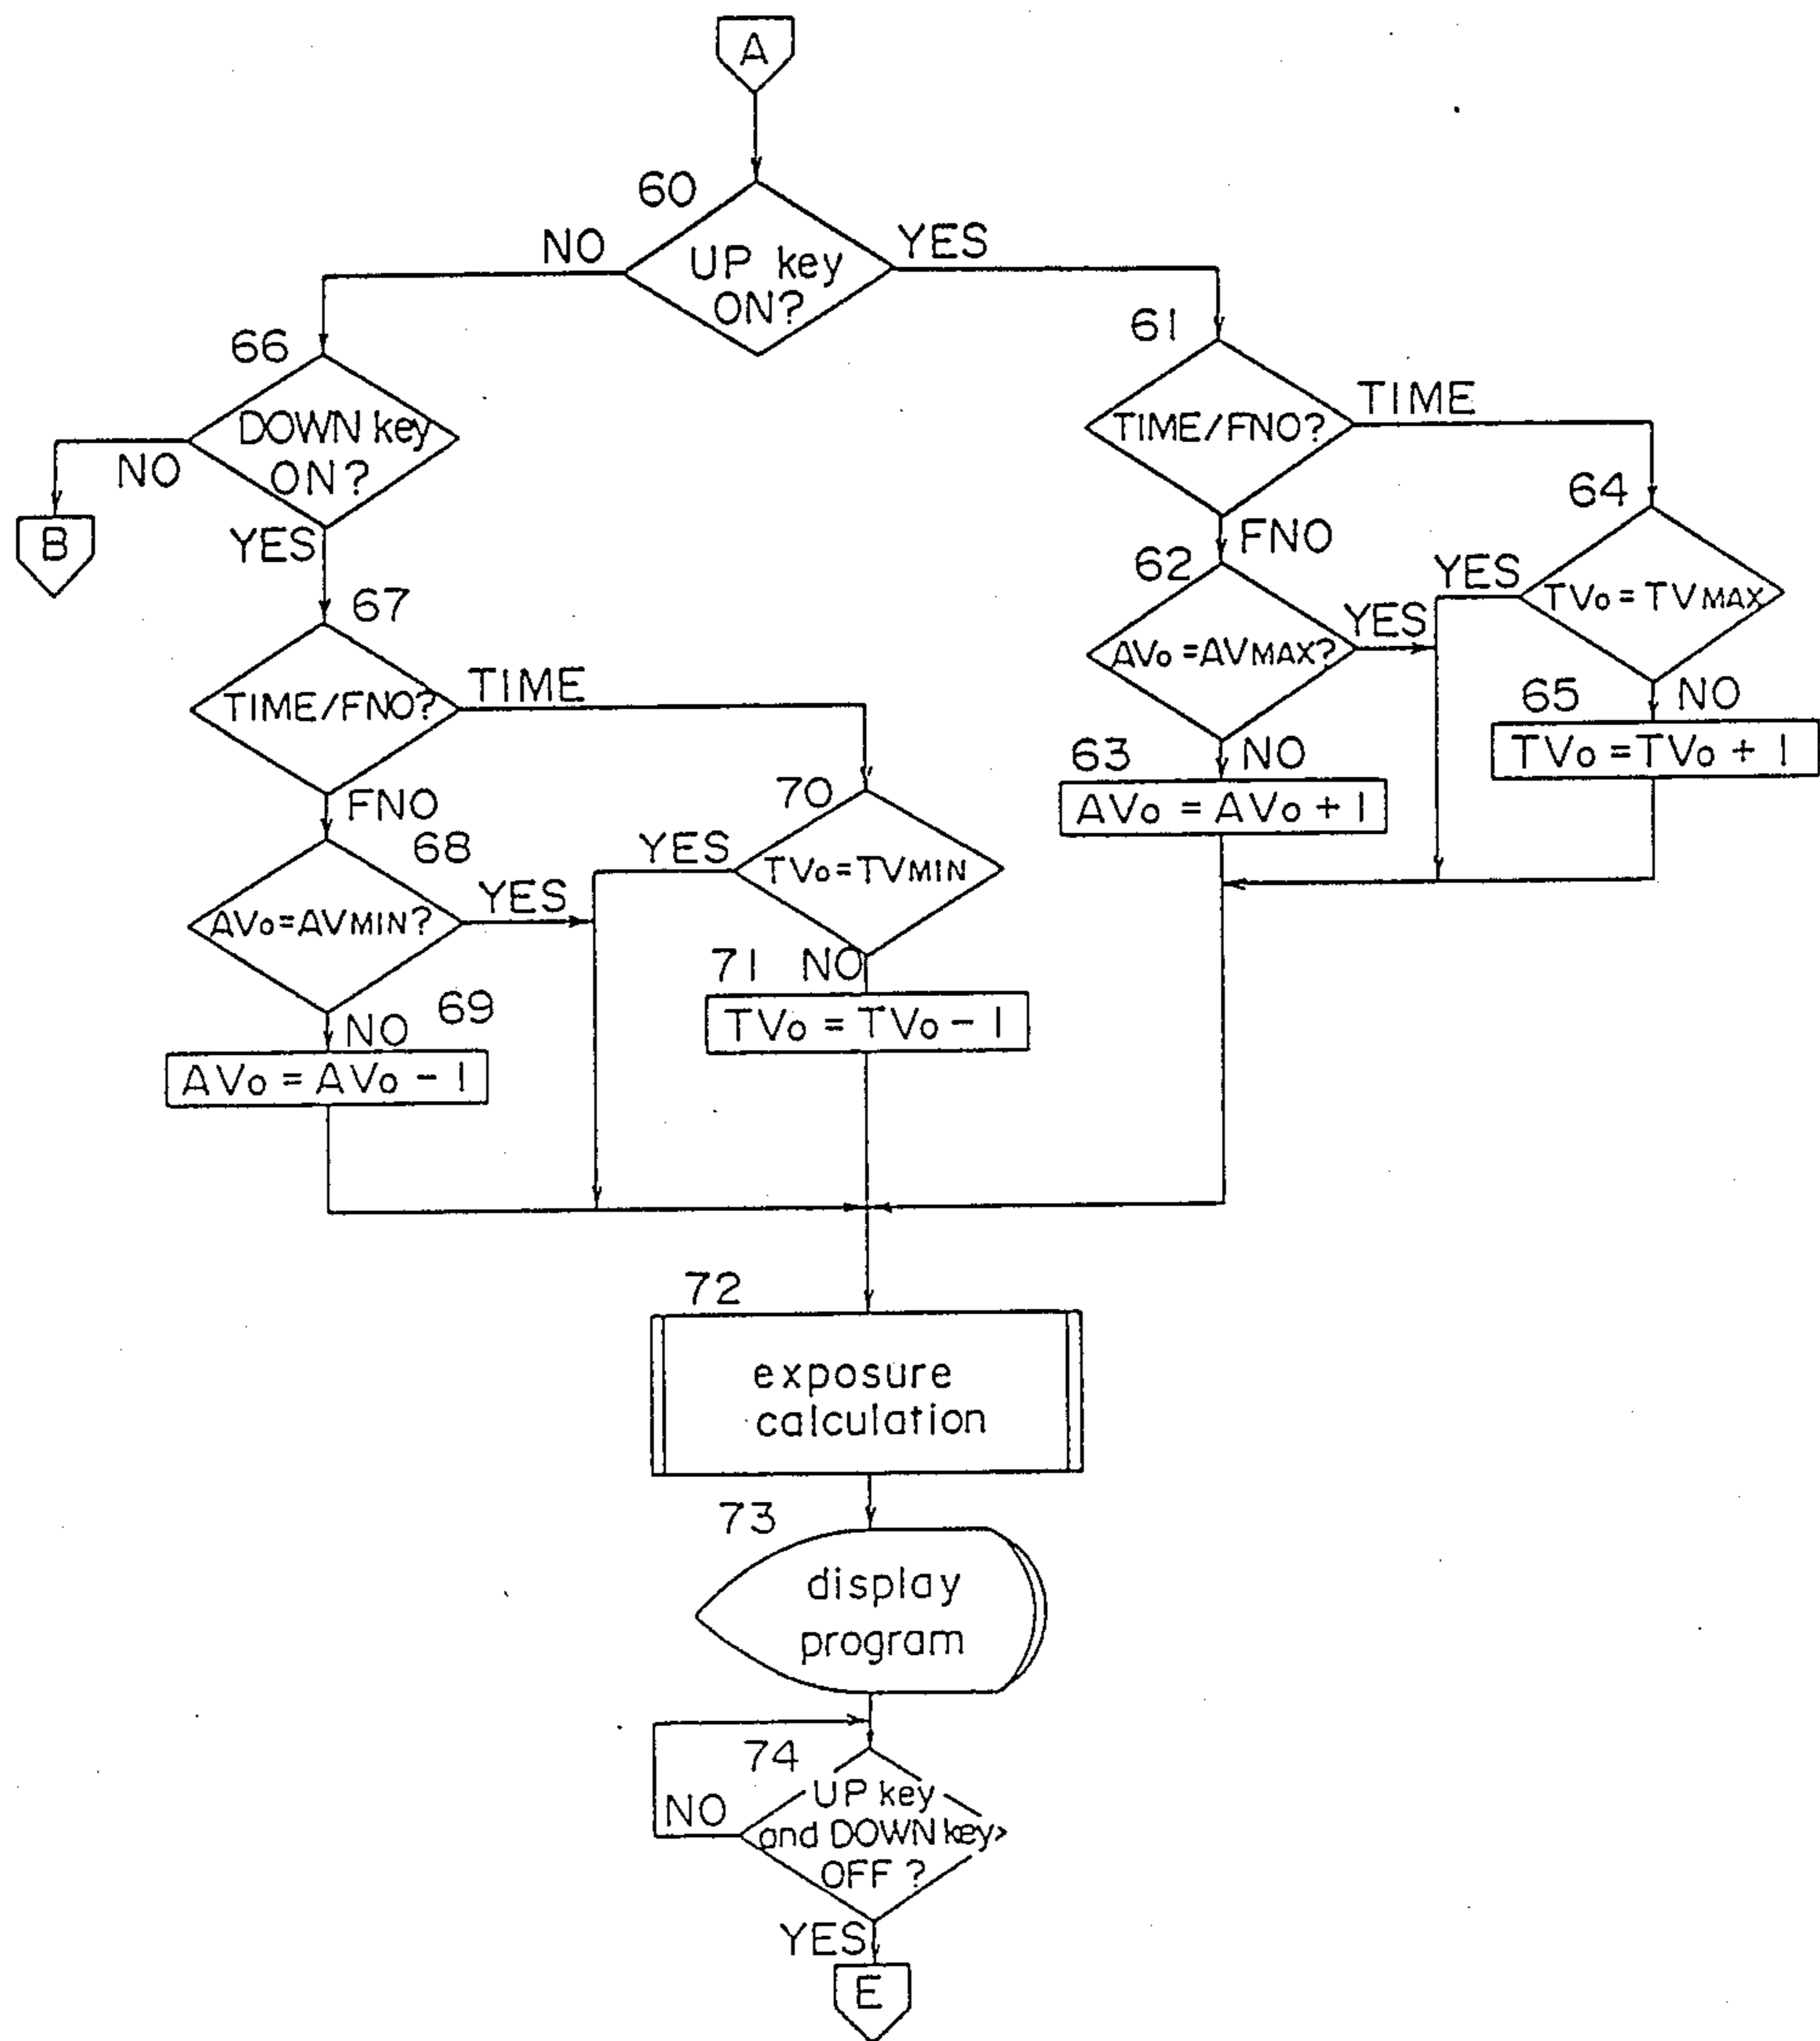 A
60
NO
YES
UP key
ON?
61
66
TIME/FNO?
TIME
DOWN key
ON?
NO
64
B
YES
FNO
62
YES
TVo=TVMAX
67
YES
AVo=AVMAX?
TIME/FNO?
TIME
65
NO
TVo=TVo+1
63
NO
AVo=AVo+1
FNO
70
68
YES
TVo=TVMIN
YES
AVo=AVMIN?
71
NO
69
NO
TVo=TVo-1
AVo=AVo-1
72
exposure
calculation
73
display
program
74
NO
UP key
and DOWN key
OFF?
YES
E